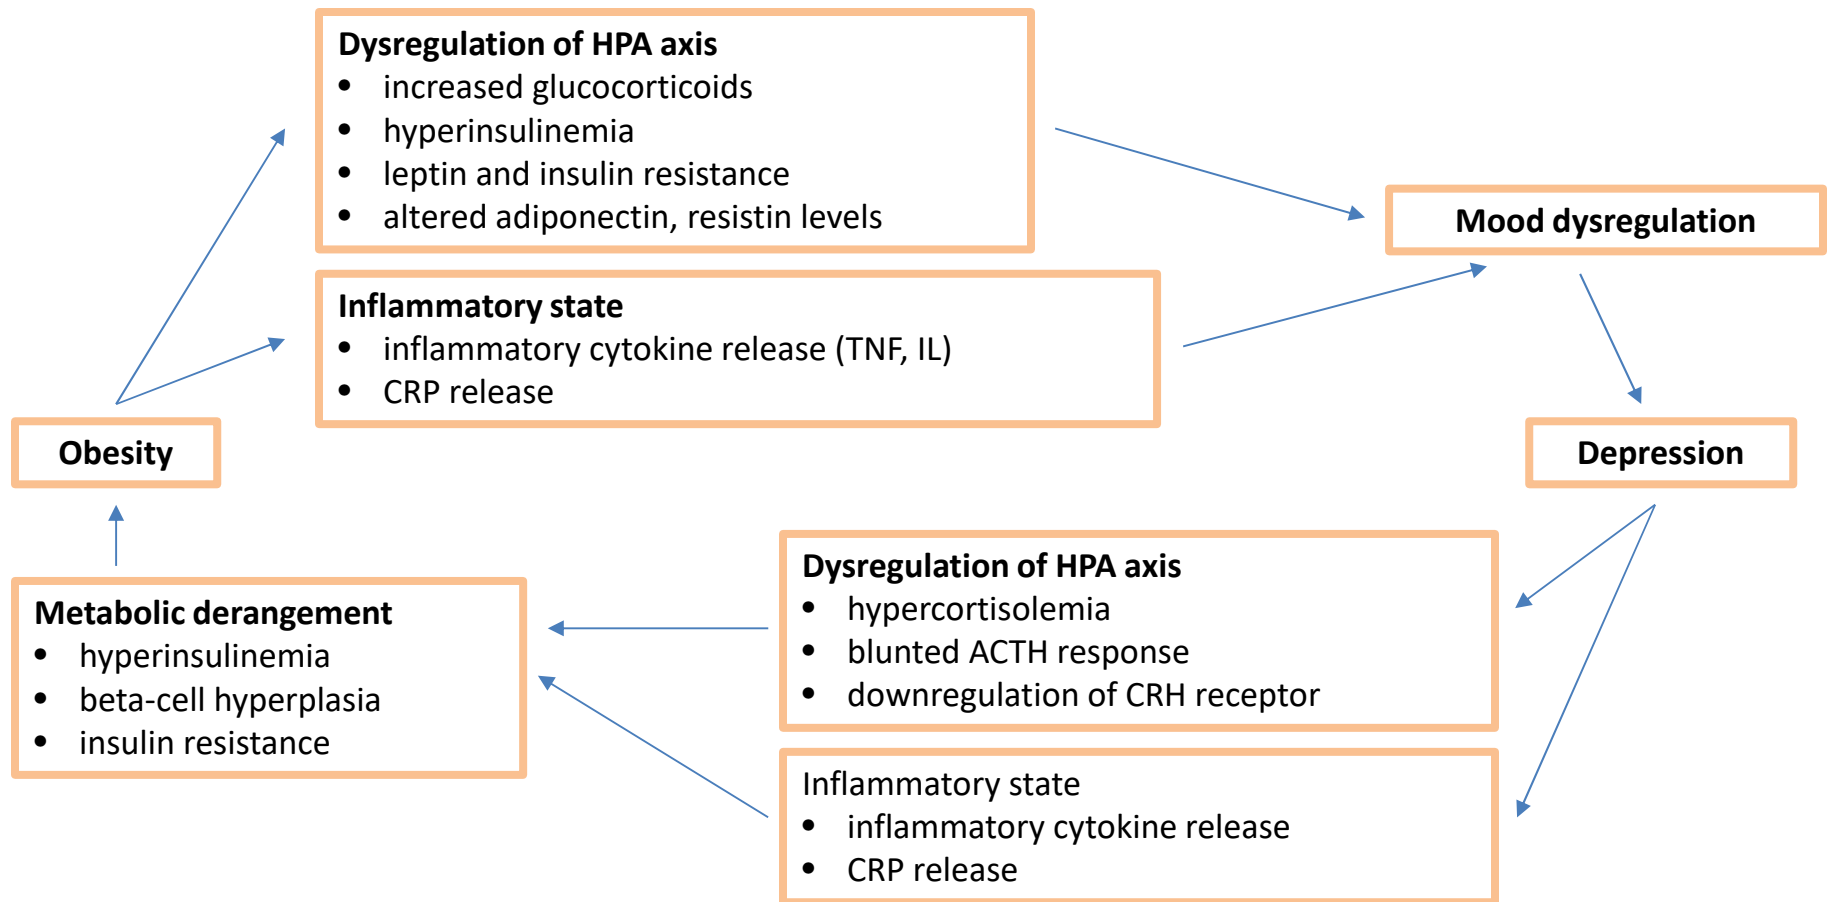 Dysregulation of HPA axis
• increased glucocorticoids
• hyperinsulinemia
• leptin and insulin resistance
• altered adiponectin, resistin levels
Mood dysregulation
Inflammatory state
• inflammatory cytokine release (TNF, IL)
• CRP release
Obesity
Depression
Dysregulation of HPA axis
• hypercortisolemia
• blunted ACTH response
• downregulation of CRH receptor
Metabolic derangement
• hyperinsulinemia
• beta-cell hyperplasia
• insulin resistance
Inflammatory state
• inflammatory cytokine release
• CRP release